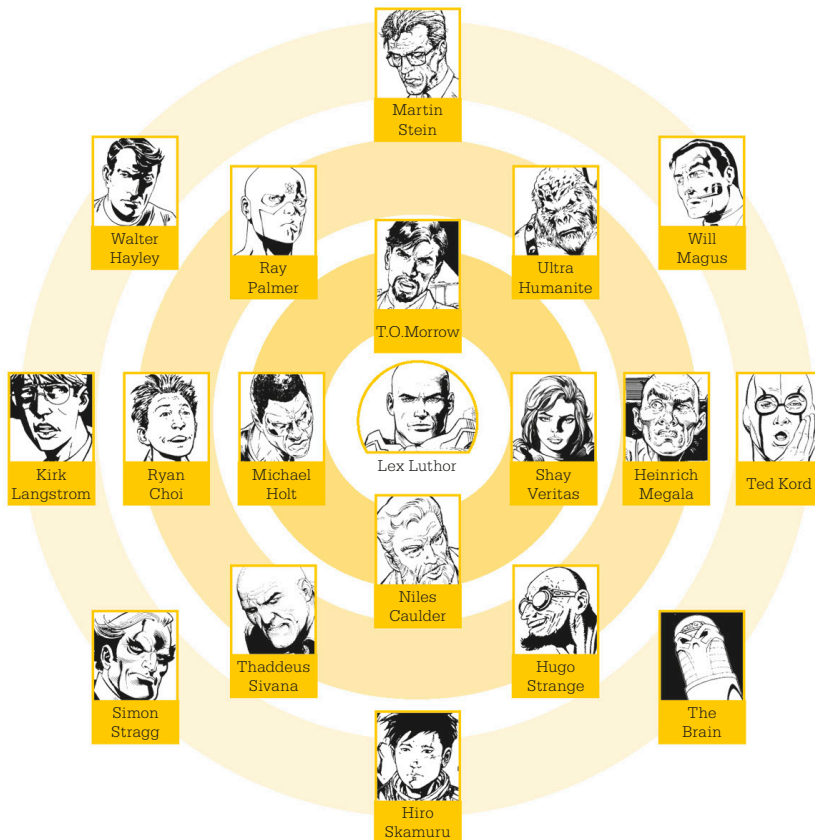 Martin
Stein
Walter
Hayley
Ray
Palmer
Ultra
Humanite
Will
Magus
T.O.Morrow
Kirk
Langstrom
Ryan
Choi
Michael
Holt
Lex Luthor
Shay
Veritas
Heinrich
Megala
Ted Kord
Niles
Caulder
Thaddeus
Sivana
Hugo
Strange
Simon
Stragg
The
Brain
Hiro
Skamuru